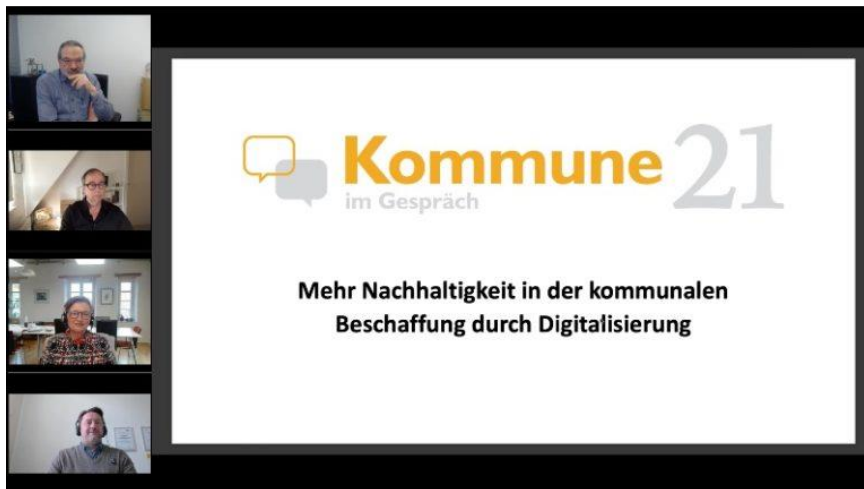 Kommune 21
im Gespräch
Mehr Nachhaltigkeit in der kommunalen
Beschaffung durch Digitalisierung